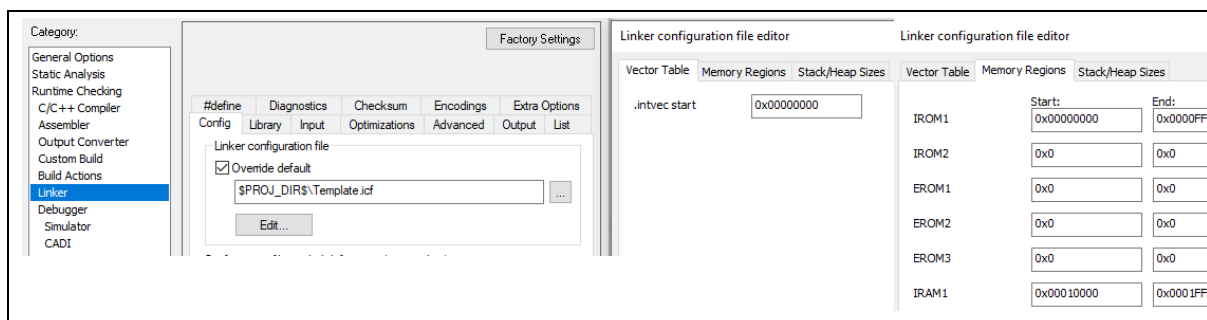 Category:
General Options
Static Analysis
Runtime Checking
C/C++ Compiler
Assembler
Output Converter
Custom Build
Build Actions
Linker
Debugger
Simulator
CADI
Factory Settings
#define Diagnostics Checksum Encodings Extra Options
Config Library Input Optimizations Advanced Output List
Linker configuration file
Override default
$PROJ_DIR$\Template.icf
...
Edit...
Linker configuration file editor
Vector Table Memory Regions Stack/Heap Sizes
.intvec start 0x00000000
Linker configuration file editor
Vector Table Memory Regions Stack/Heap Sizes
Start: End:
IROM1 0x00000000 0x0000FF
IROM2 0x0 0x0
EROM1 0x0 0x0
EROM2 0x0 0x0
EROM3 0x0 0x0
IRAM1 0x00010000 0x0001FF